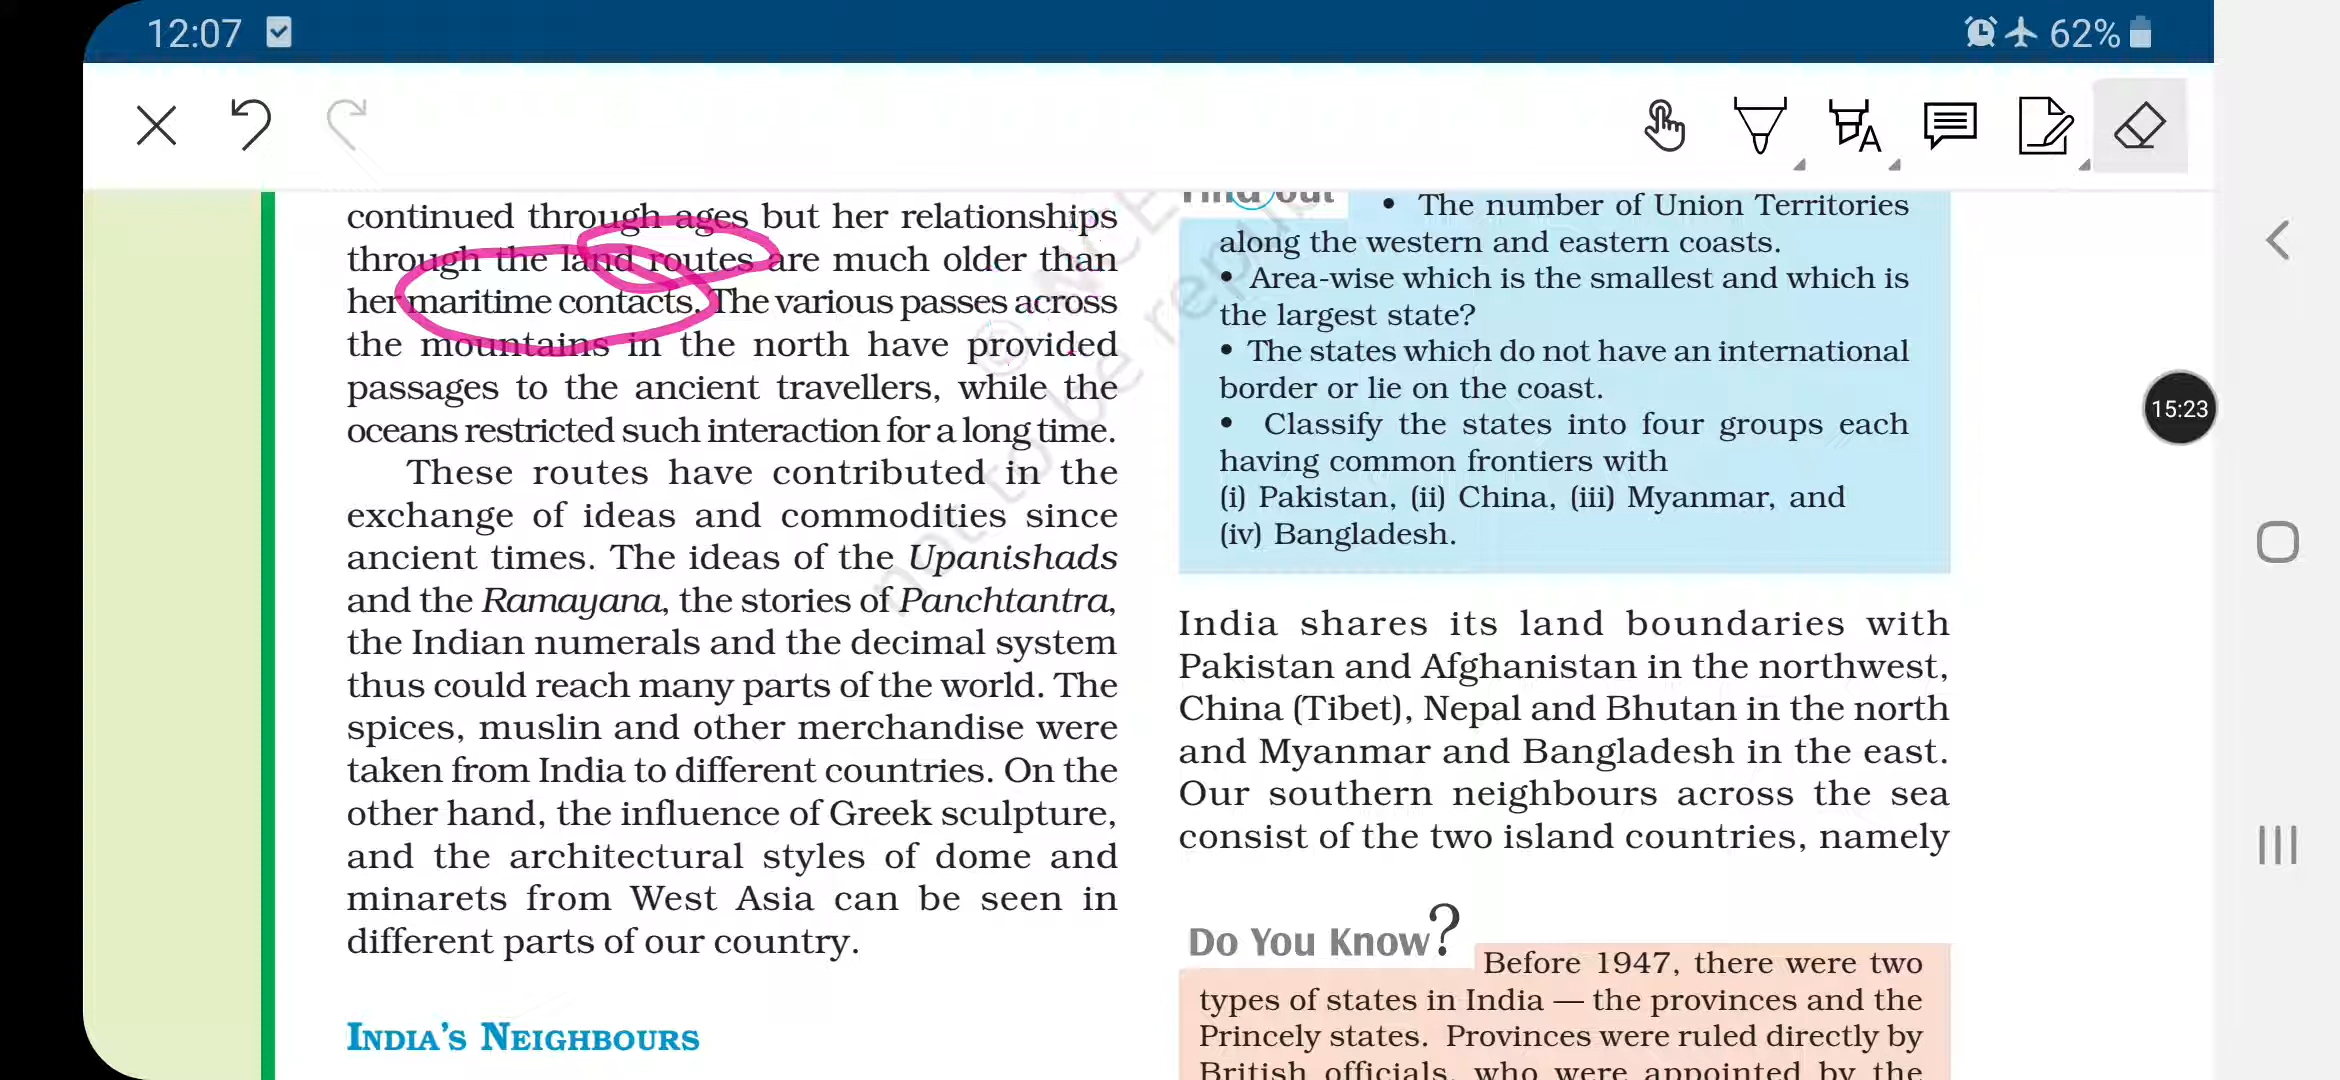 12:07
62%
continued through ages but her relationships
through the land routes are much older than
her maritime contacts. The various passes across
the mountains in the north have provided
passages to the ancient travellers, while the
oceans restricted such interaction for a long time.
These routes have contributed in the
exchange of ideas and commodities since
ancient times. The ideas of the Upanishads
and the Ramayana, the stories of Panchtantra,
the Indian numerals and the decimal system
thus could reach many parts of the world. The
spices, muslin and other merchandise were
taken from India to different countries. On the
other hand, the influence of Greek sculpture,
and the architectural styles of dome and
minarets from West Asia can be seen in
different parts of our country.
INDIA'S NEIGHBOURS
Find out
• The number of Union Territories
along the western and eastern coasts.
• Area-wise which is the smallest and which is
the largest state?
• The states which do not have an international
border or lie on the coast.
• Classify the states into four groups each
having common frontiers with
(i) Pakistan, (ii) China, (iii) Myanmar, and
(iv) Bangladesh.
India shares its land boundaries with
Pakistan and Afghanistan in the northwest,
China (Tibet), Nepal and Bhutan in the north
and Myanmar and Bangladesh in the east.
Our southern neighbours across the sea
consist of the two island countries, namely
Do You Know?
Before 1947, there were two
types of states in India — the provinces and the
Princely states. Provinces were ruled directly by
British officials, who were appointed by the
15:23
not to be